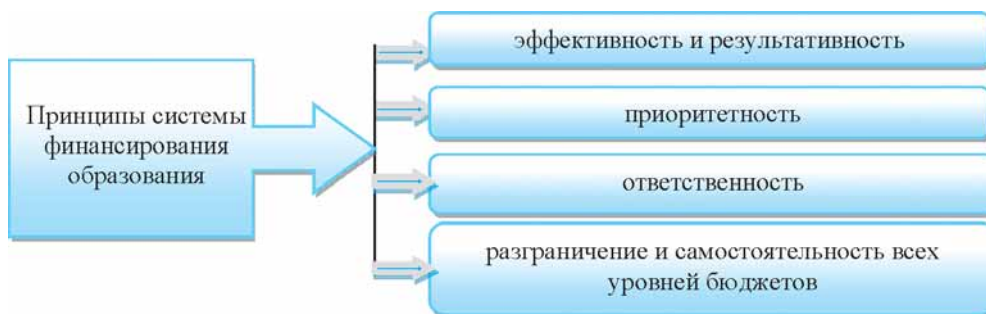 Принципы системы
финансирования
образования
эффективность и результативность
приоритетность
ответственность
разграничение и самостоятельность всех
уровней бюджетов